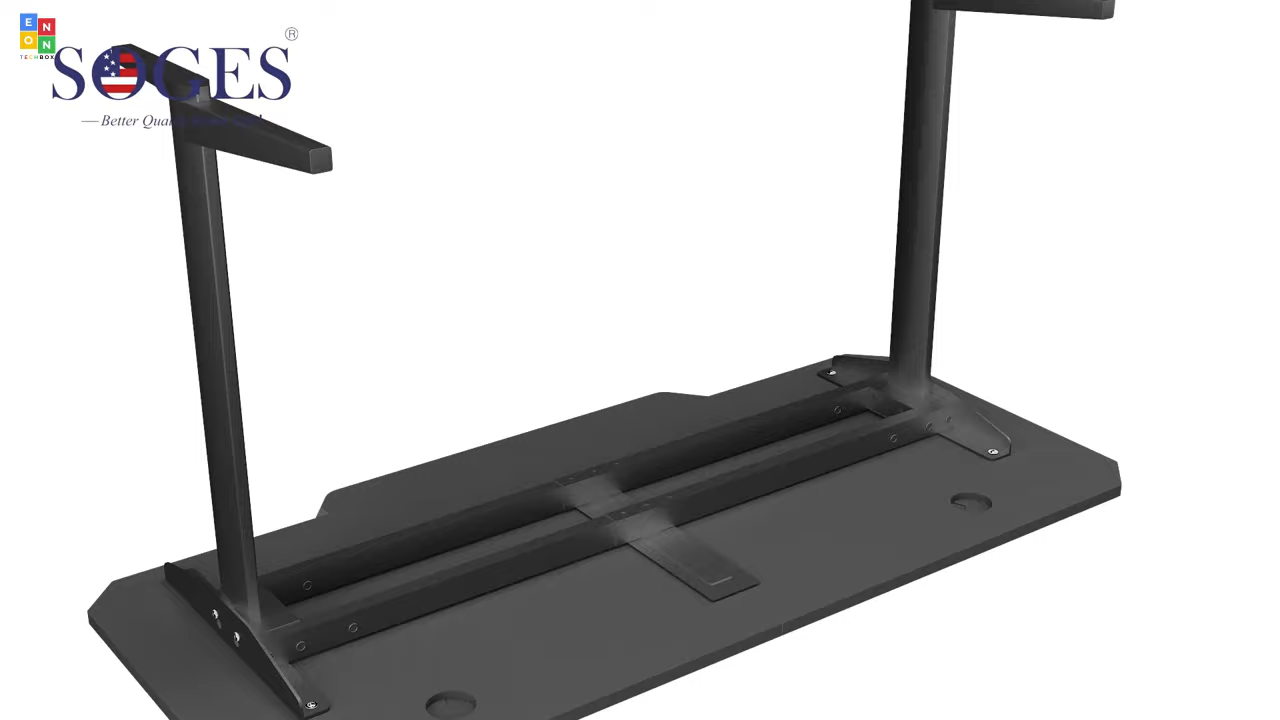 E N
O N
TECHBOX
SOGES ®
— Better Qua